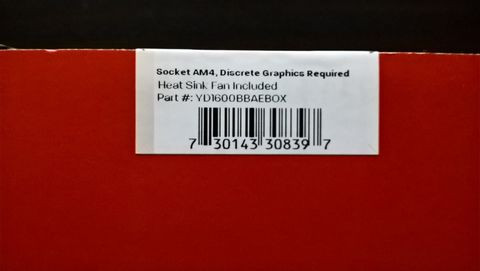 Socket AM4, Discrete Graphics Required
Heat Sink Fan Included
Part #: YD1600BBAEBOX
7 30143 30839 7